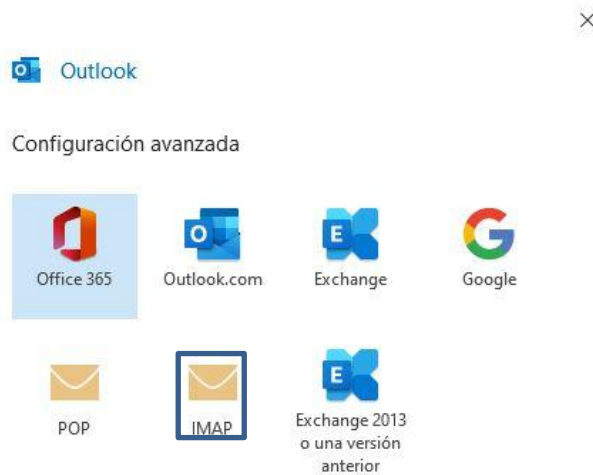 Outlook
Configuración avanzada
Office 365
Outlook.com
Exchange
Google
POP
IMAP
Exchange 2013
o una versión
anterior